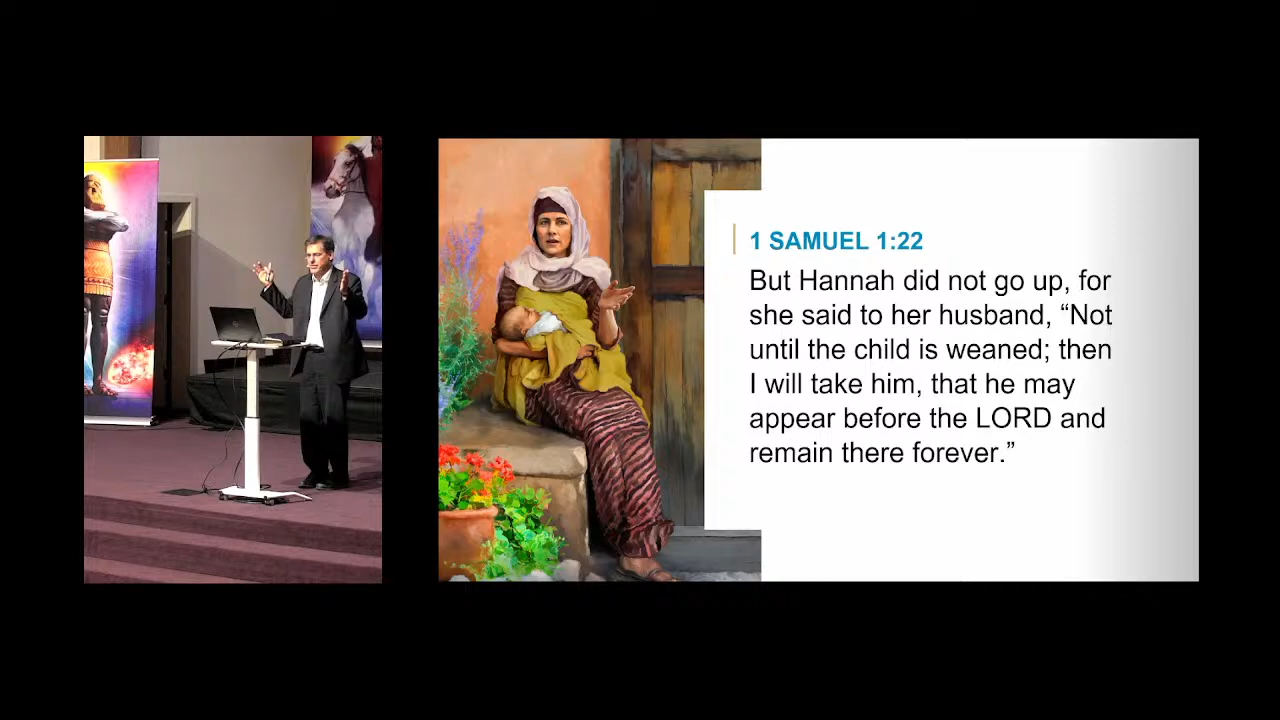 1 SAMUEL 1:22
But Hannah did not go up, for
she said to her husband, “Not
until the child is weaned; then
I will take him, that he may
appear before the LORD and
remain there forever.”